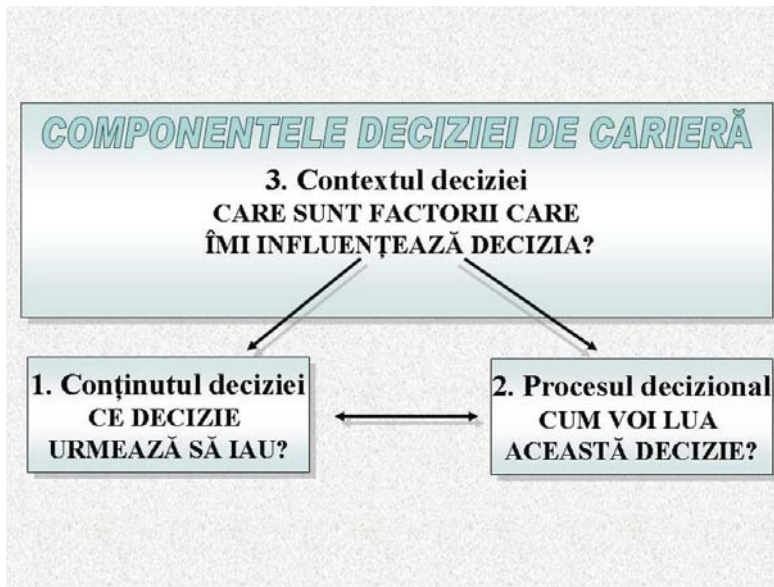 COMPONENTELE DECIZIEI DE CARIERĂ
3. Contextul deciziei
CARE SUNT FACTORII CARE
ÎMI INFLUENȚEAZĂ DECIZIA?
1. Conținutul deciziei
CE DECIZIE
URMEAZĂ SĂ IAU?
2. Procesul decizional
CUM VOI LUA
ACEASTĂ DECIZIE?